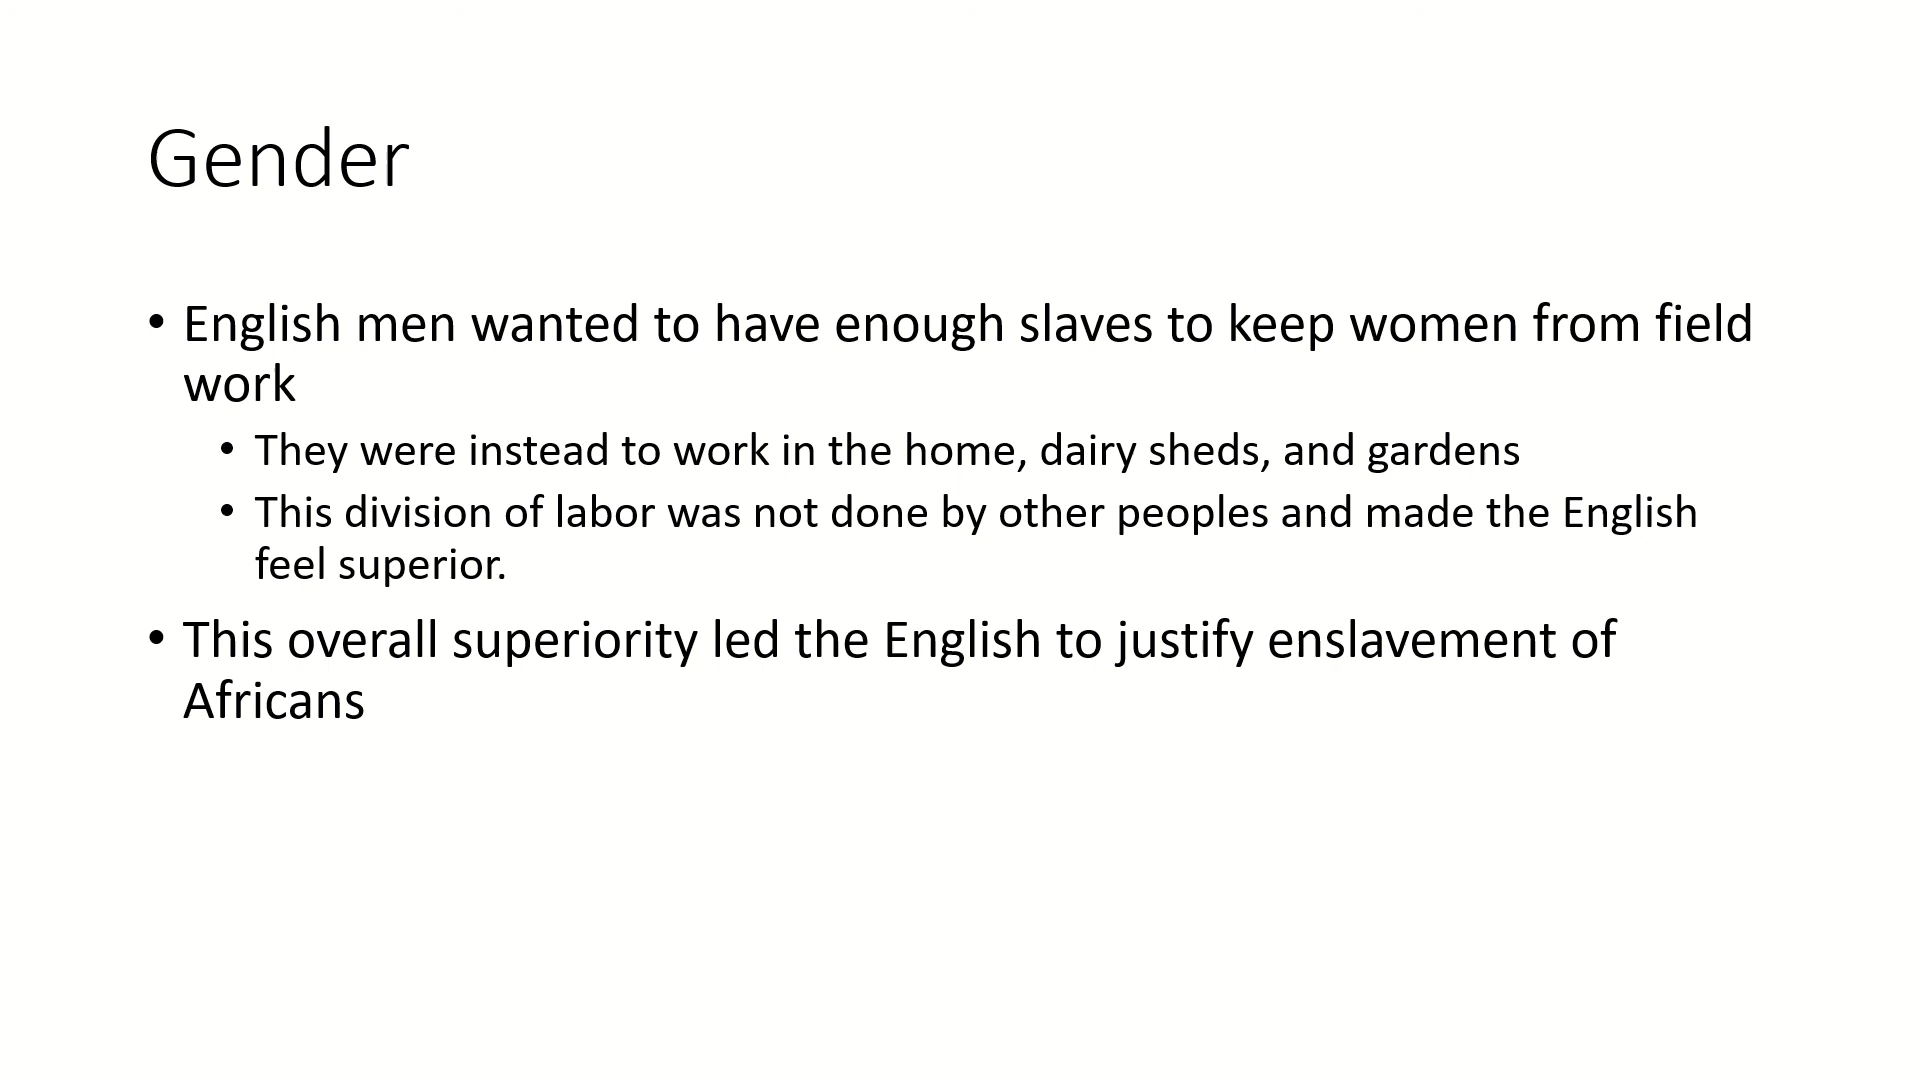 Gender
• English men wanted to have enough slaves to keep women from field
work
• They were instead to work in the home, dairy sheds, and gardens
• This division of labor was not done by other peoples and made the English
feel superior.
• This overall superiority led the English to justify enslavement of
Africans